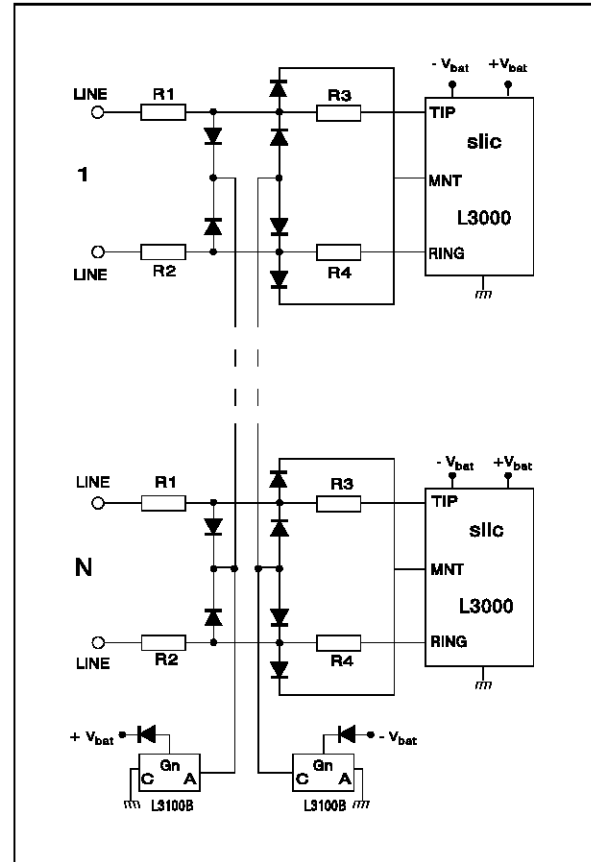 - Vbat +Vbat
LINE R1 R3 TIP
slic
1 MNT
L3000
R2 R4 RING
LINE
- Vbat +Vbat
LINE R1 R3 TIP
slic
N MNT
L3000
R2 R4 RING
LINE
+ Vbat - Vbat
Gn Gn
C A C A
L3100B L3100B